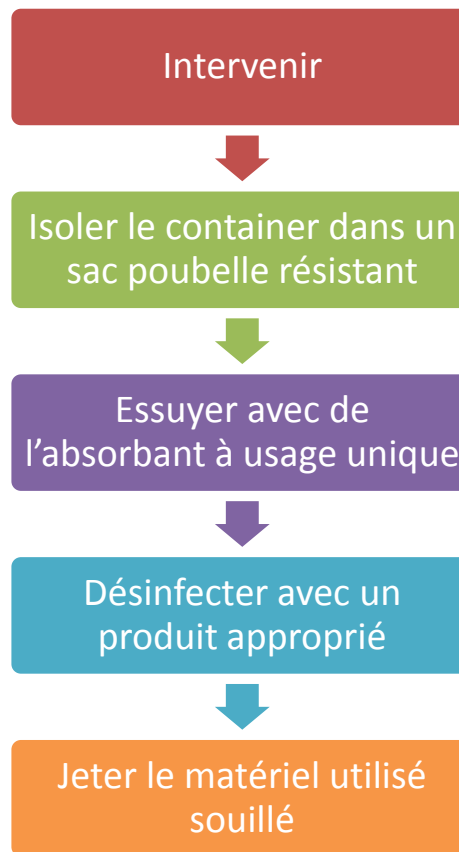 Intervenir
Isoler le container dans un
sac poubelle résistant
Essuyer avec de
l’absorbant à usage unique
Désinfecter avec un
produit approprié
Jeter le matériel utilisé
souillé